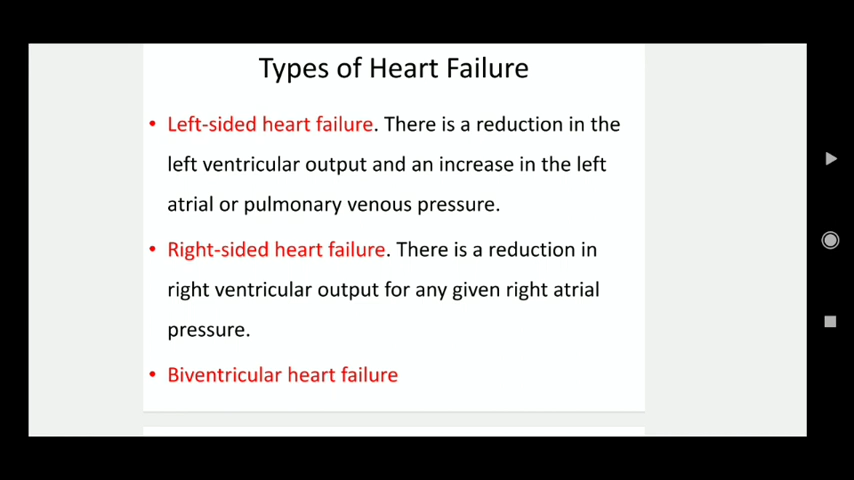 Types of Heart Failure
• Left-sided heart failure. There is a reduction in the
left ventricular output and an increase in the left
atrial or pulmonary venous pressure.
• Right-sided heart failure. There is a reduction in
right ventricular output for any given right atrial
pressure.
• Biventricular heart failure